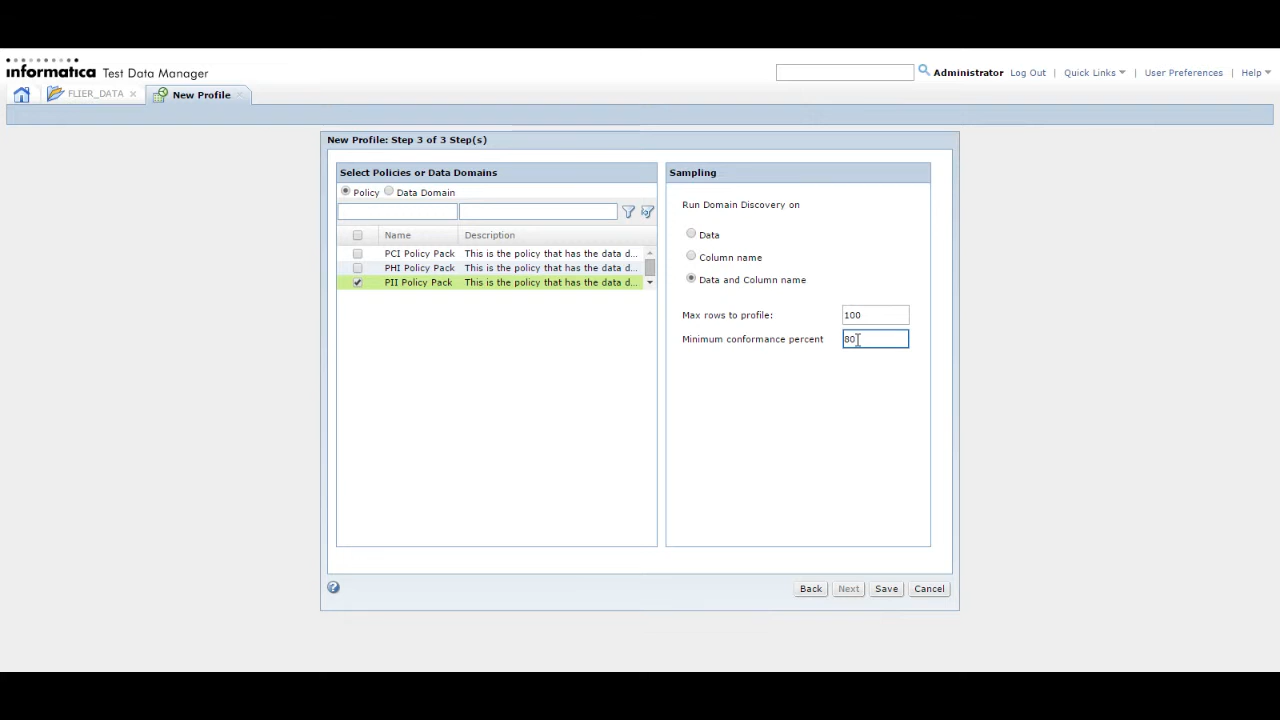 informatica Test Data Manager
Administrator Log Out | Quick Links | User Preferences | Help
FLIER_DATA New Profile
New Profile: Step 3 of 3 Step(s)
Select Policies or Data Domains
Policy Data Domain
Name Description
PCI Policy Pack This is the policy that has the data d...
PHI Policy Pack This is the policy that has the data d...
PII Policy Pack This is the policy that has the data d...
Sampling
Run Domain Discovery on
Data
Column name
Data and Column name
Max rows to profile: 100
Minimum conformance percent 80
Back Next Save Cancel